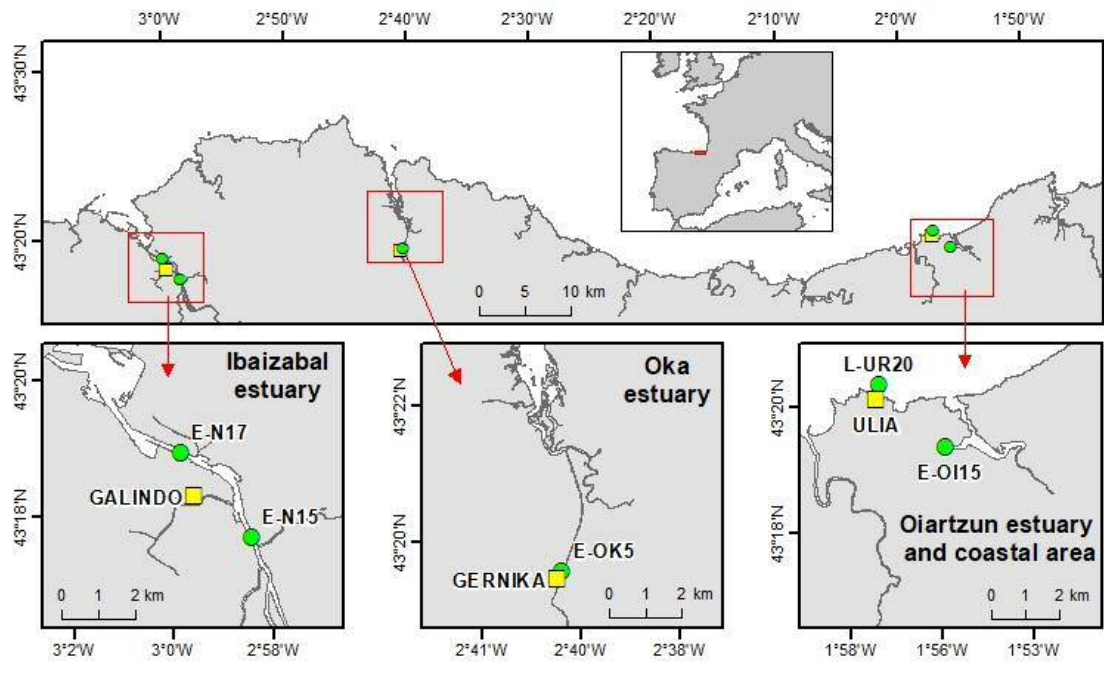 3°0'W 2°50'W 2°40'W 2°30'W 2°20'W 2°10'W 2°0'W 1°50'W
43°30'N
43°20'N
0 5 10 km
Ibaizabal
estuary
43°20'N
E-N17
GALINDO
43°18'N
E-N15
0 1 2 km
3°2'W 3°0'W 2°58'W
Oka
estuary
43°22'N
43°20'N
E-OK5
GERNIKA
0 1 2 km
2°41'W 2°40'W 2°38'W
L-UR20
43°20'N
ULIA
E-OI15
43°18'N
Oiartzun estuary
and coastal area
0 1 2 km
1°58'W 1°56'W 1°53'W